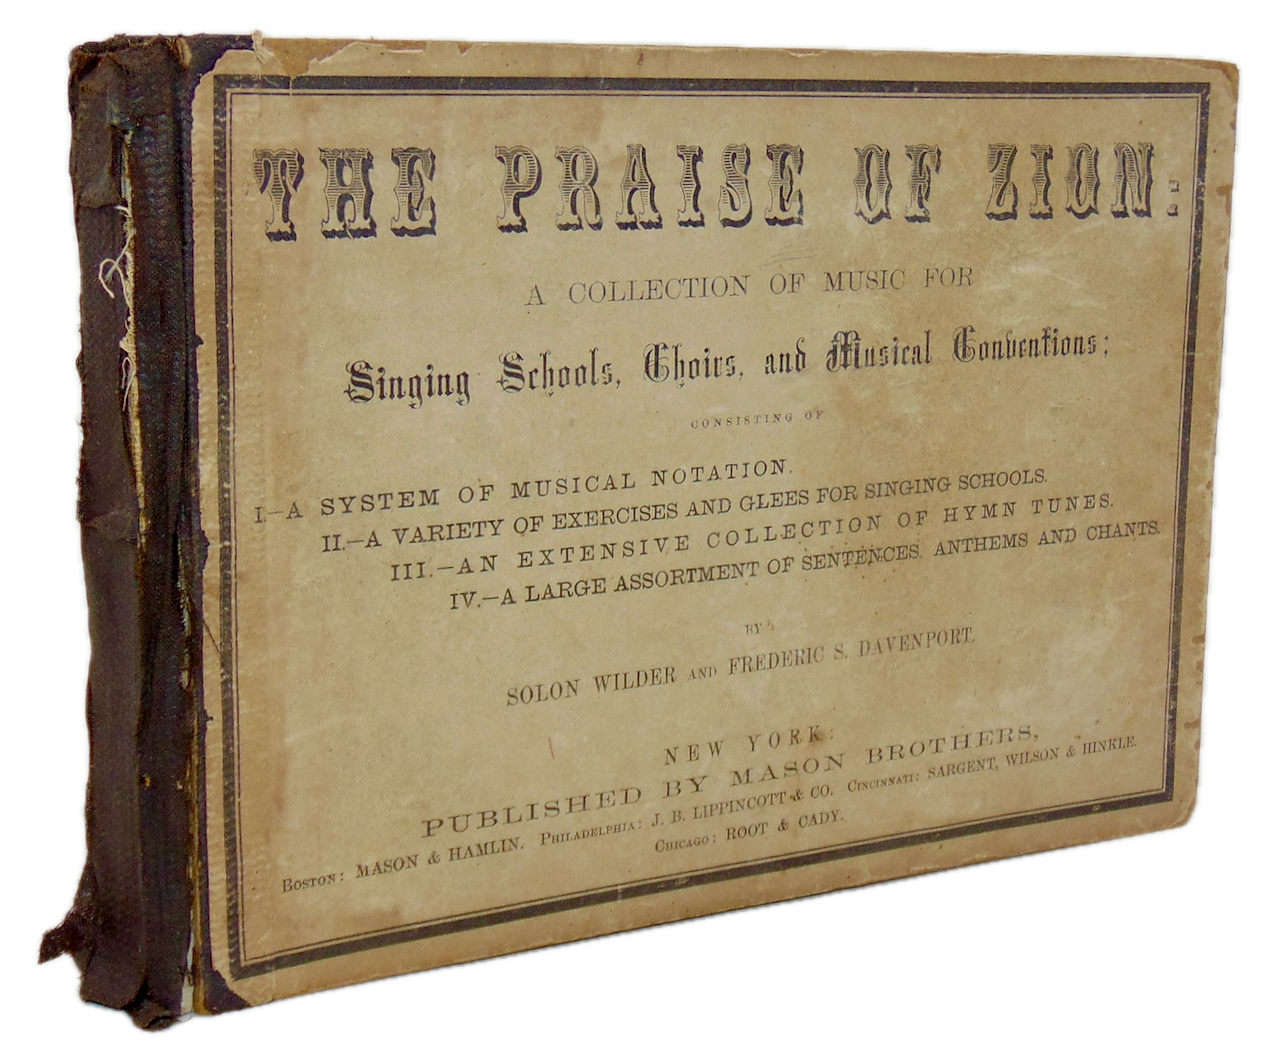 THE PRAISE OF ZION:
A COLLECTION OF MUSIC FOR
Singing Schools, Choirs, and Musical Conventions;
CONSISTING OF
I.—A SYSTEM OF MUSICAL NOTATION.
II.—A VARIETY OF EXERCISES AND GLEES FOR SINGING SCHOOLS.
III.—AN EXTENSIVE COLLECTION OF HYMN TUNES.
IV.—A LARGE ASSORTMENT OF SENTENCES, ANTHEMS AND CHANTS.
BY
SOLON WILDER AND FREDERIC S. DAVENPORT.
NEW YORK:
PUBLISHED BY MASON BROTHERS,
BOSTON: MASON & HAMLIN. PHILADELPHIA: J. B. LIPPINCOTT & CO. CINCINNATI: SARGENT, WILSON & HINKLE.
CHICAGO: ROOT & CADY.